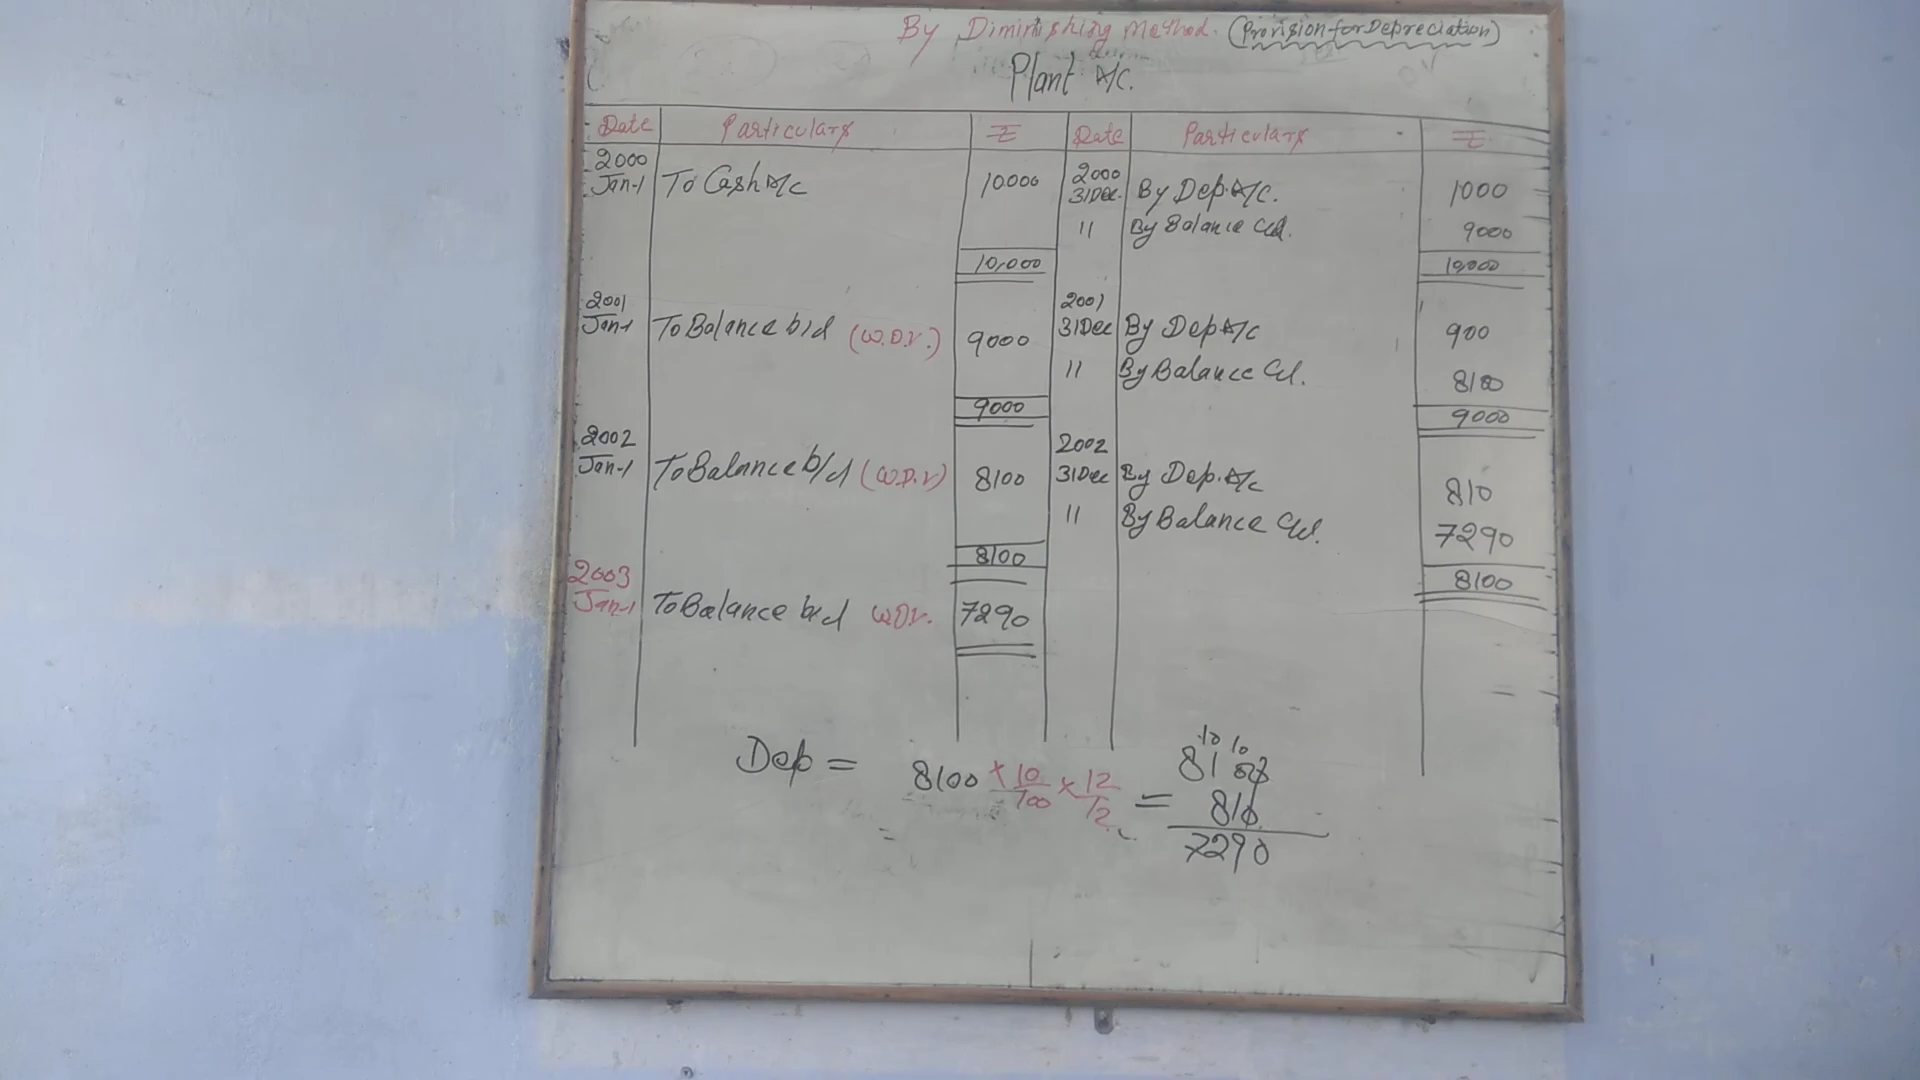 By Diminishing Method. (Provision for Depreciation)
Plant A/c.
Date Particulars ₹ Date Particulars ₹
2000 2000
Jan-1 To Cash A/c 10000 31Dec. By Dep. A/c. 1000
" By Balance c/d. 9000
10,000 10,000
2001 2001
Jan-1 To Balance b/d (W.D.V.) 9000 31Dec By Dep A/c 900
" By Balance c/d. 8100
9000 9000
2002 2002
Jan-1 To Balance b/d (W.D.V) 8100 31Dec By Dep. A/c 810
" By Balance c/d. 7290
8100 8100
2003
Jan-1 To Balance b/d W.D.V. 7290
Dep = 8100 × 10/100 × 12/12 =
10 10
8100
810
7290